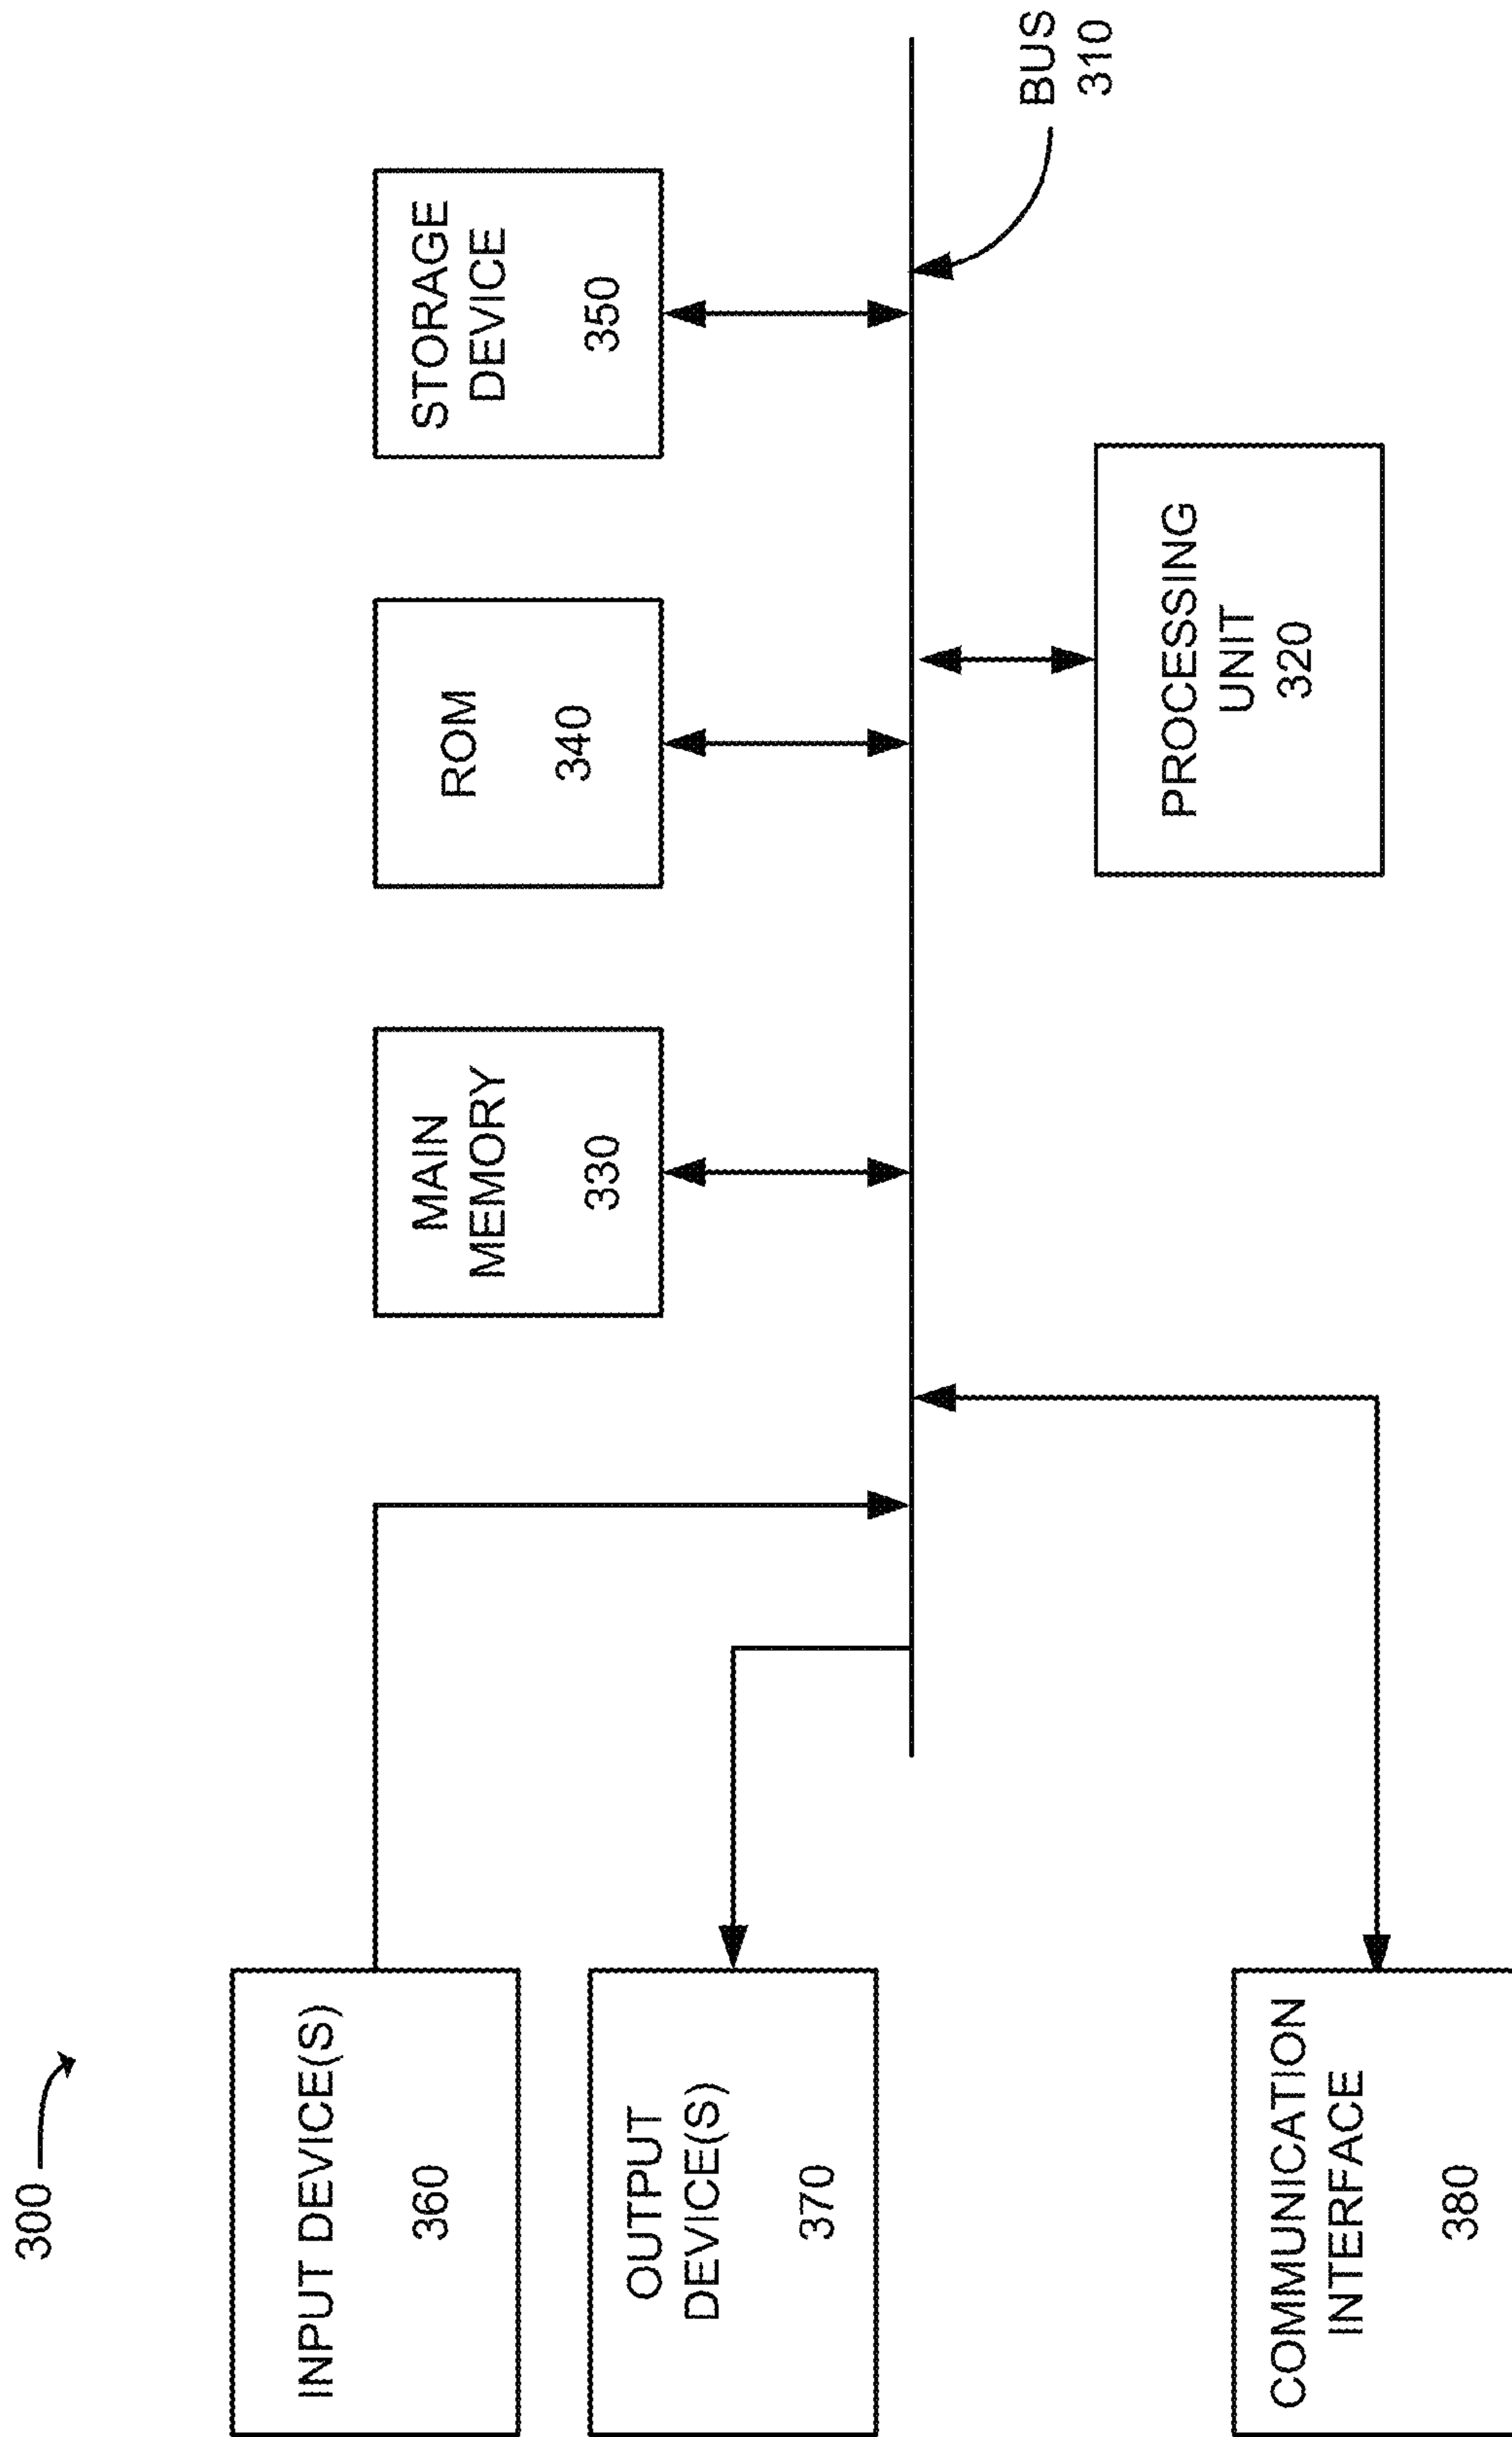 300
INPUT DEVICE(S)
360
OUTPUT
DEVICE(S)
370
COMMUNICATION
INTERFACE
380
MAIN
MEMORY
330
ROM
340
STORAGE
DEVICE
350
PROCESSING
UNIT
320
BUS
310